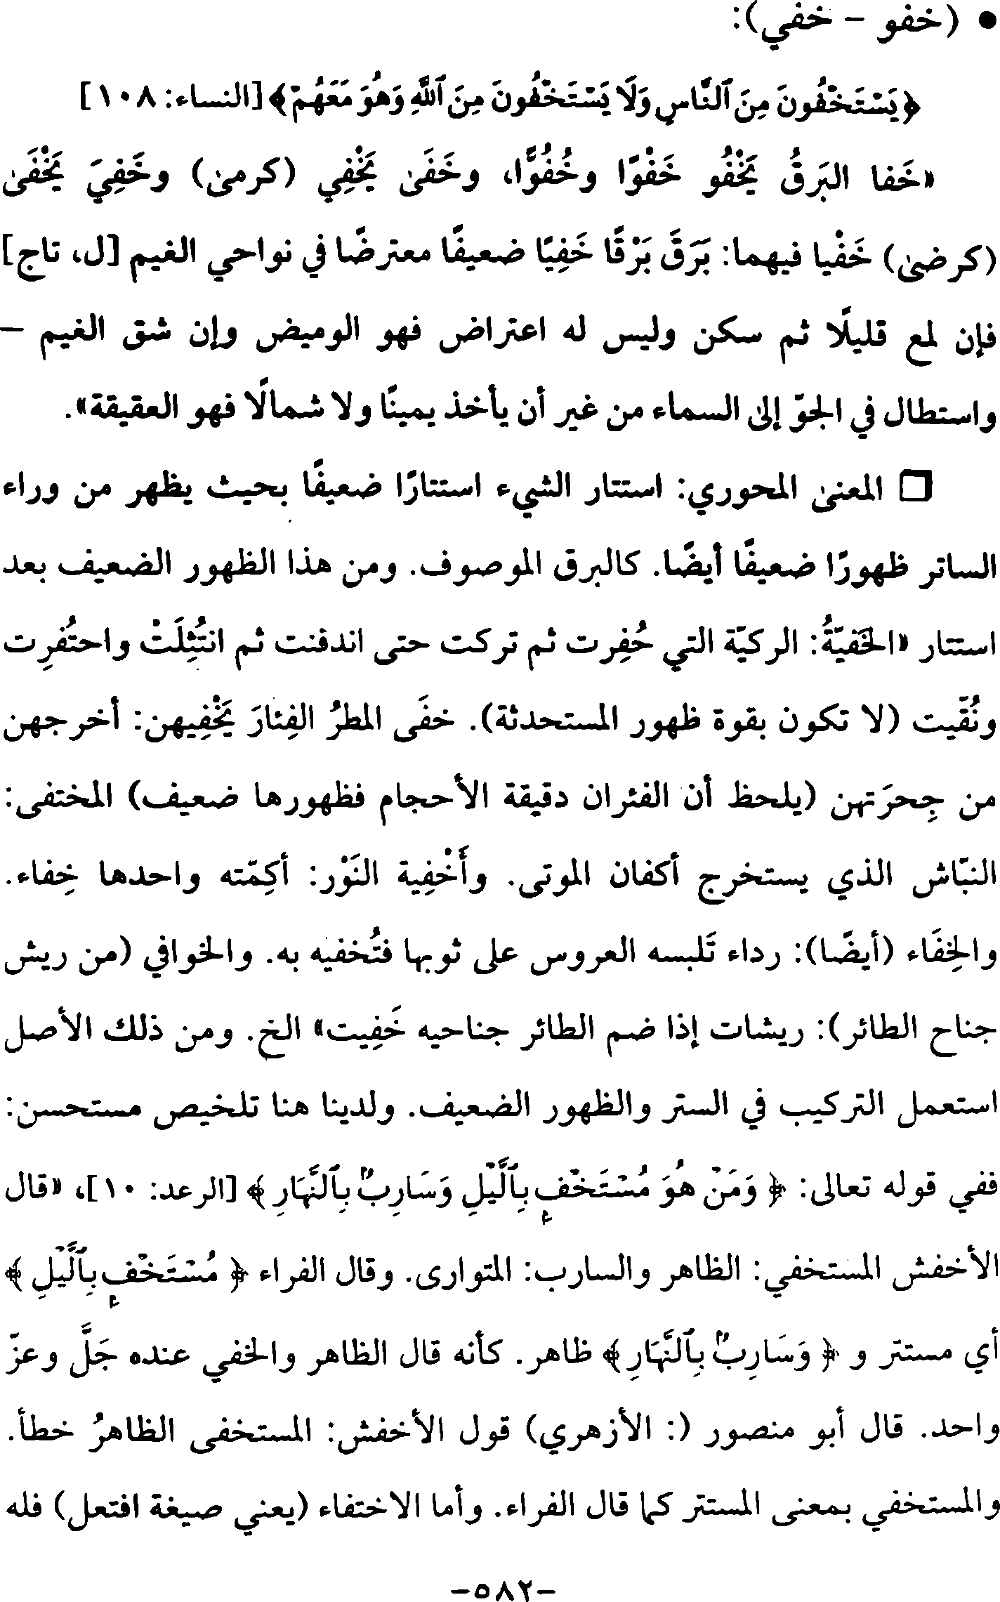 • (خفو - خفي):
﴿يَسْتَخْفُونَ مِنَ ٱلنَّاسِ وَلَا يَسْتَخْفُونَ مِنَ ٱللَّهِ وَهُوَ مَعَهُمْ﴾ [النساء: ١٠٨]
«خَفا البَرقُ يَخْفُو خَفْوًا وخُفُوًّا، وخَفَى يَخْفِي (كرمى) وخَفِيَ يَخْفَى
(كرضى) خَفْيا فيهما: بَرَقَ بَرْقًا خَفِيًا ضعيفًا معترضًا في نواحي الغيم [ل، تاج]
فإن لمع قليلًا ثم سكن وليس له اعتراض فهو الوميض وإن شق الغيم -
واستطال في الجوّ إلى السماء من غير أن يأخذ يمينًا ولا شمالًا فهو العقيقة».
□ المعنى المحوري: استتار الشيء استتارًا ضعيفًا بحيث يظهر من وراء
الساتر ظهورًا ضعيفًا أيضًا. كالبرق الموصوف. ومن هذا الظهور الضعيف بعد
استتار «الخَفيّةُ: الركيّة التي حُفِرت ثم تركت حتى اندفنت ثم انتُثِلَتْ واحتُفرِت
ونُقّيت (لا تكون بقوة ظهور المستحدثة). خفَى المطرُ الفِئارَ يَخْفِيهن: أخرجهن
من جِحرَتهن (يلحظ أن الفئران دقيقة الأحجام فظهورها ضعيف) المختفى:
النبّاش الذي يستخرج أكفان الموتى. وأَخْفِية النَوْر: أكِمّته واحدها خِفاء.
والخِفَاء (أيضًا): رداء تَلبسه العروس على ثوبها فتُخفيه به. والخوافي (من ريش
جناح الطائر): ريشات إذا ضم الطائر جناحيه خَفِيت» الخ. ومن ذلك الأصل
استعمل التركيب في الستر والظهور الضعيف. ولدينا هنا تلخيص مستحسن:
ففي قوله تعالى: ﴿وَمَنْ هُوَ مُسْتَخْفٍۭ بِٱلَّيْلِ وَسَارِبٌۢ بِٱلنَّهَارِ﴾ [الرعد: ١٠]، «قال
الأخفش المستخفي: الظاهر والسارب: المتوارى. وقال الفراء ﴿مُسْتَخْفٍۭ بِٱلَّيْلِ﴾
أي مستتر و ﴿وَسَارِبٌۢ بِٱلنَّهَارِ﴾ ظاهر. كأنه قال الظاهر والخفي عنده جَلَّ وعزّ
واحد. قال أبو منصور (: الأزهري) قول الأخفش: المستخفى الظاهرُ خطأ.
والمستخفي بمعنى المستتر كما قال الفراء. وأما الاختفاء (يعني صيغة افتعل) فله
-٥٨٢-